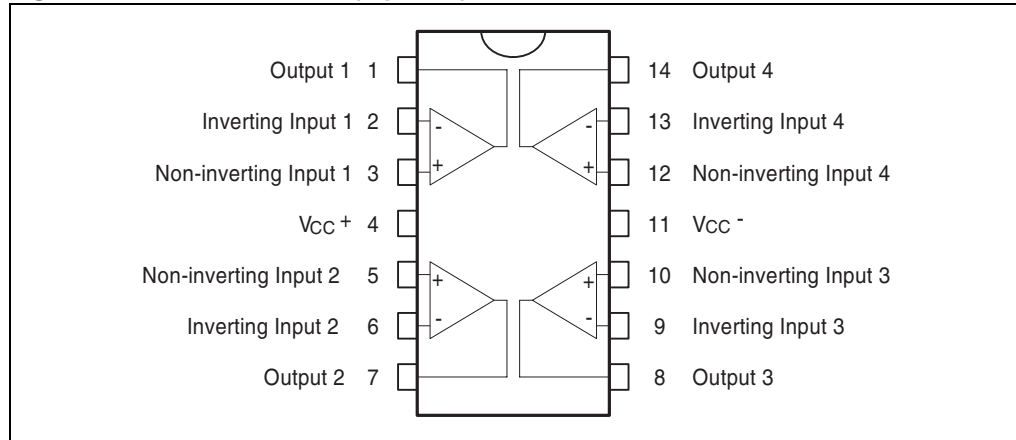 Output 1 1
14 Output 4
Inverting Input 1 2
-
-
13 Inverting Input 4
Non-inverting Input 1 3
+
+
12 Non-inverting Input 4
VCC + 4
11 VCC -
Non-inverting Input 2 5
+
+
10 Non-inverting Input 3
Inverting Input 2 6
-
-
9 Inverting Input 3
Output 2 7
8 Output 3